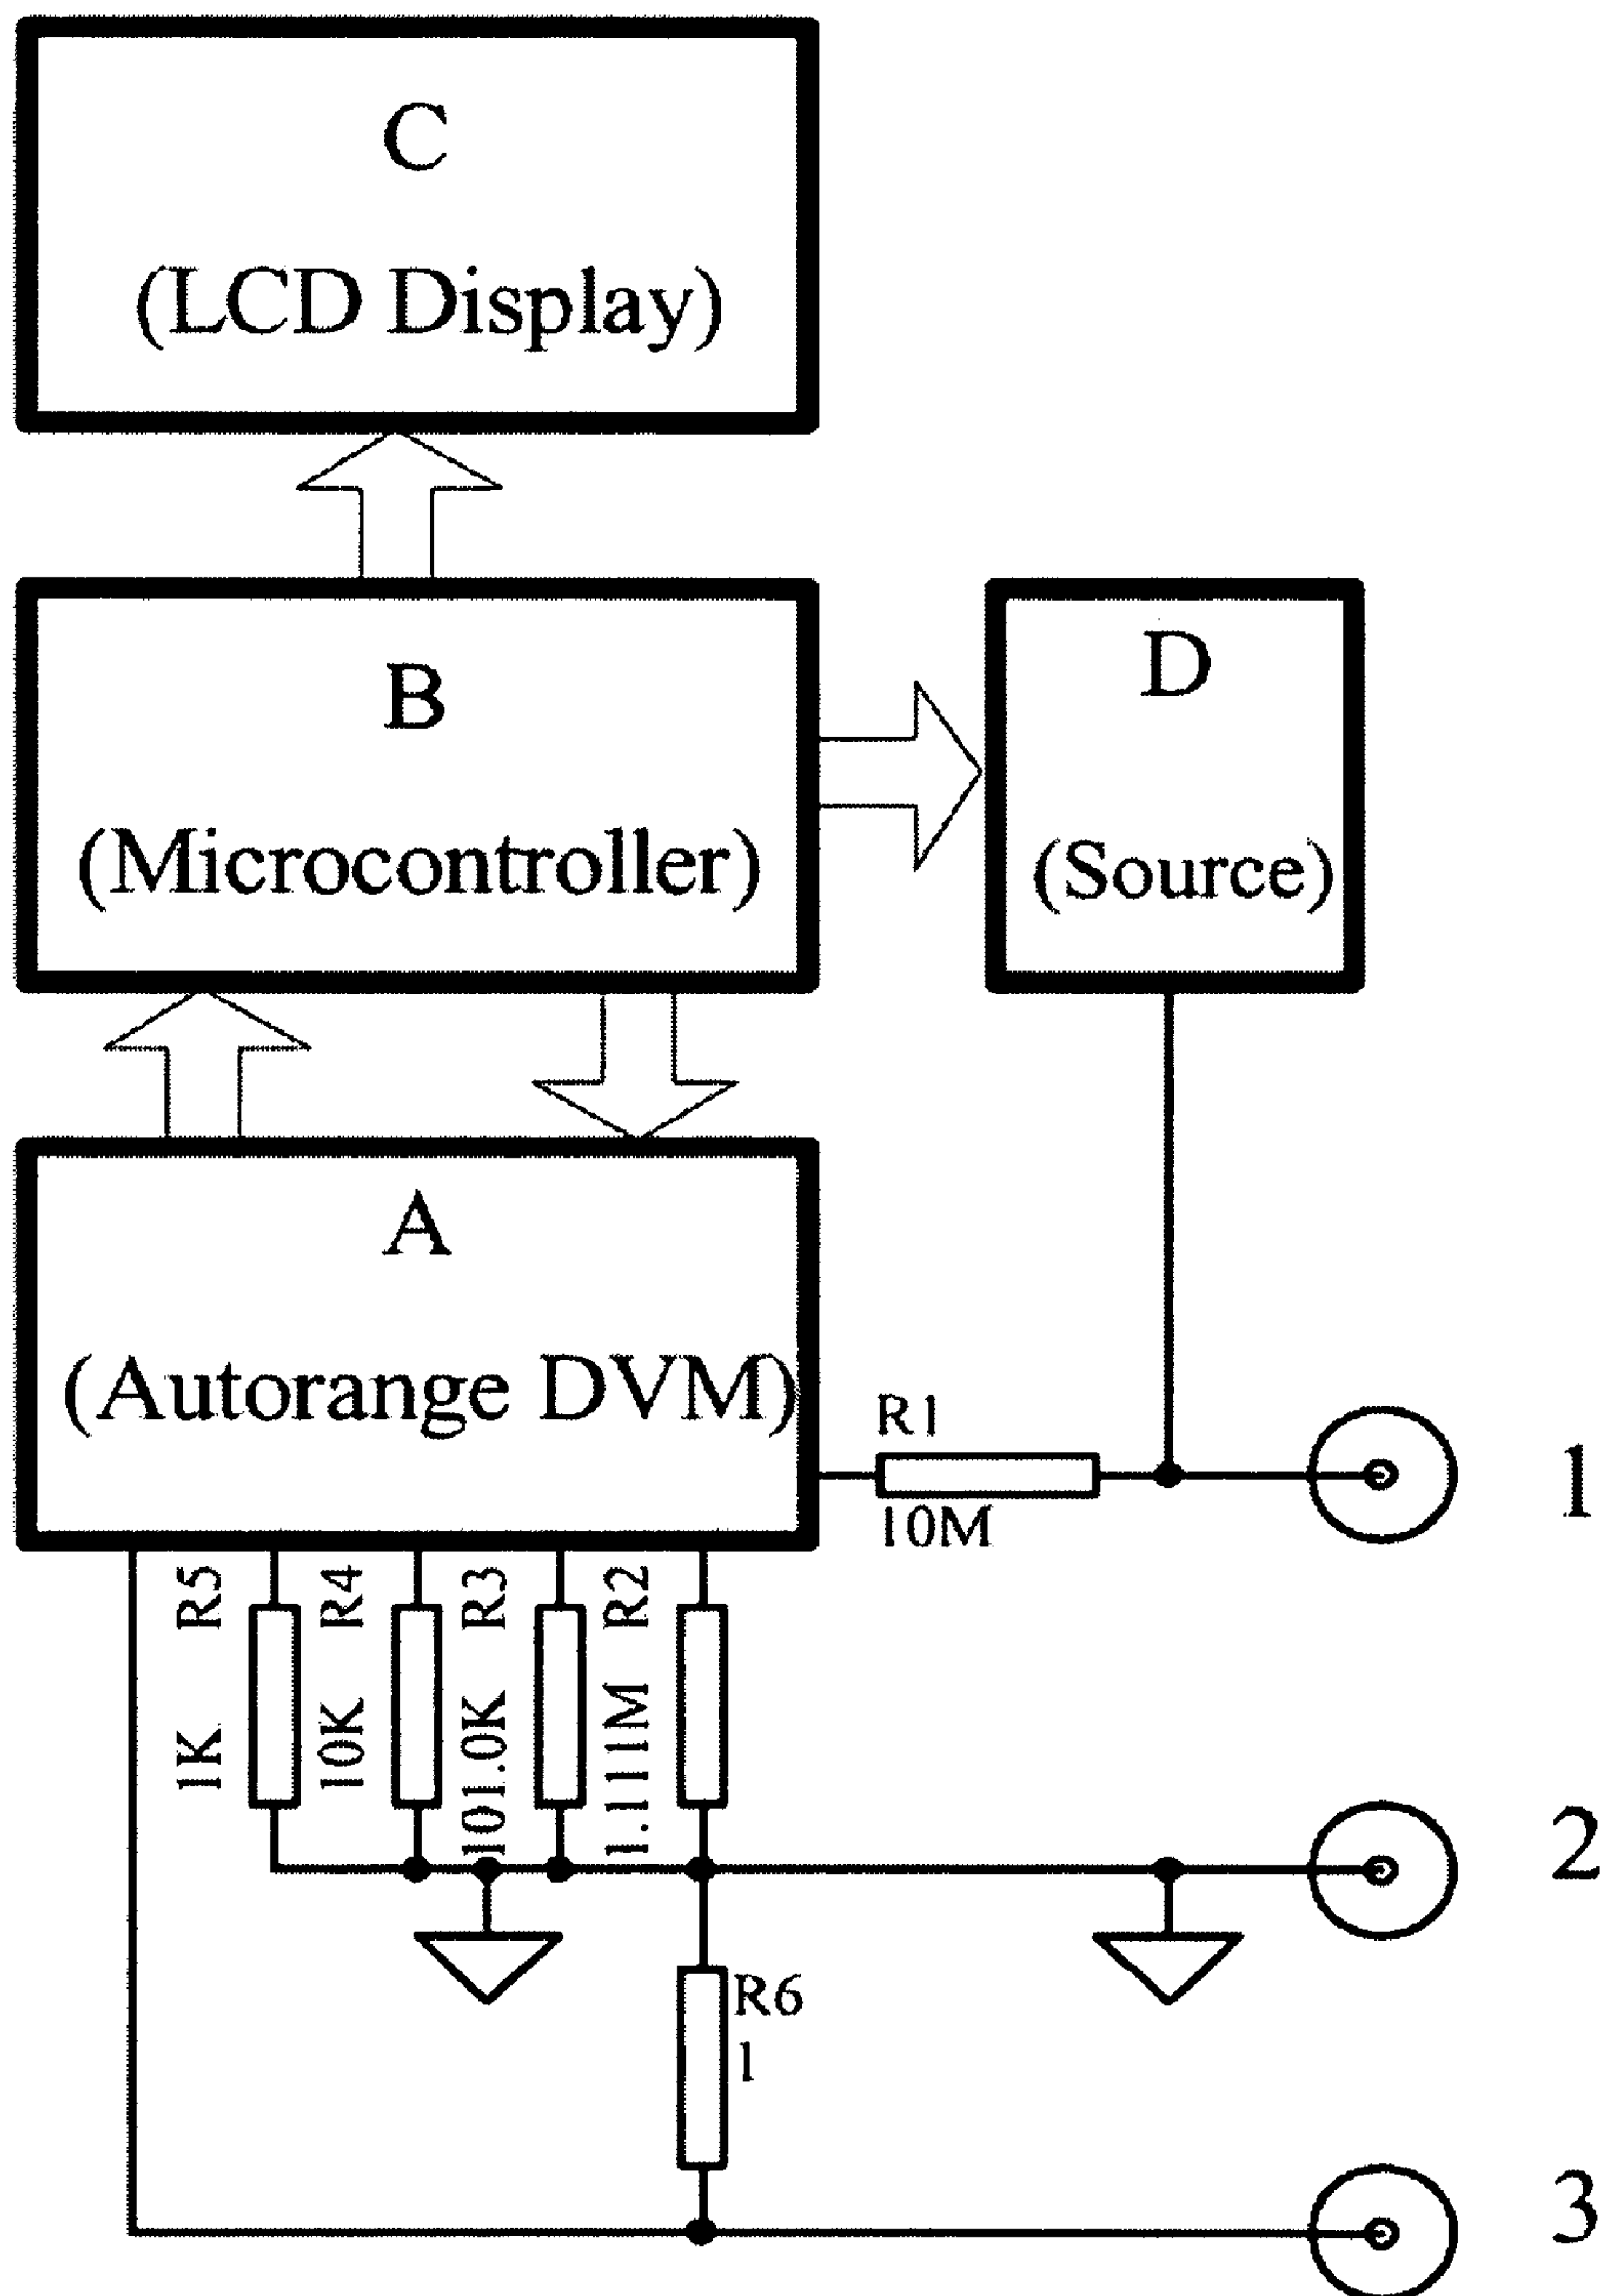 C
(LCD Display)
B
(Microcontroller)
D
(Source)
A
(Autorange DVM)
R1
10M
1
R5
1K
R4
10K
R3
101.0K
R2
1.111M
2
R6
1
3